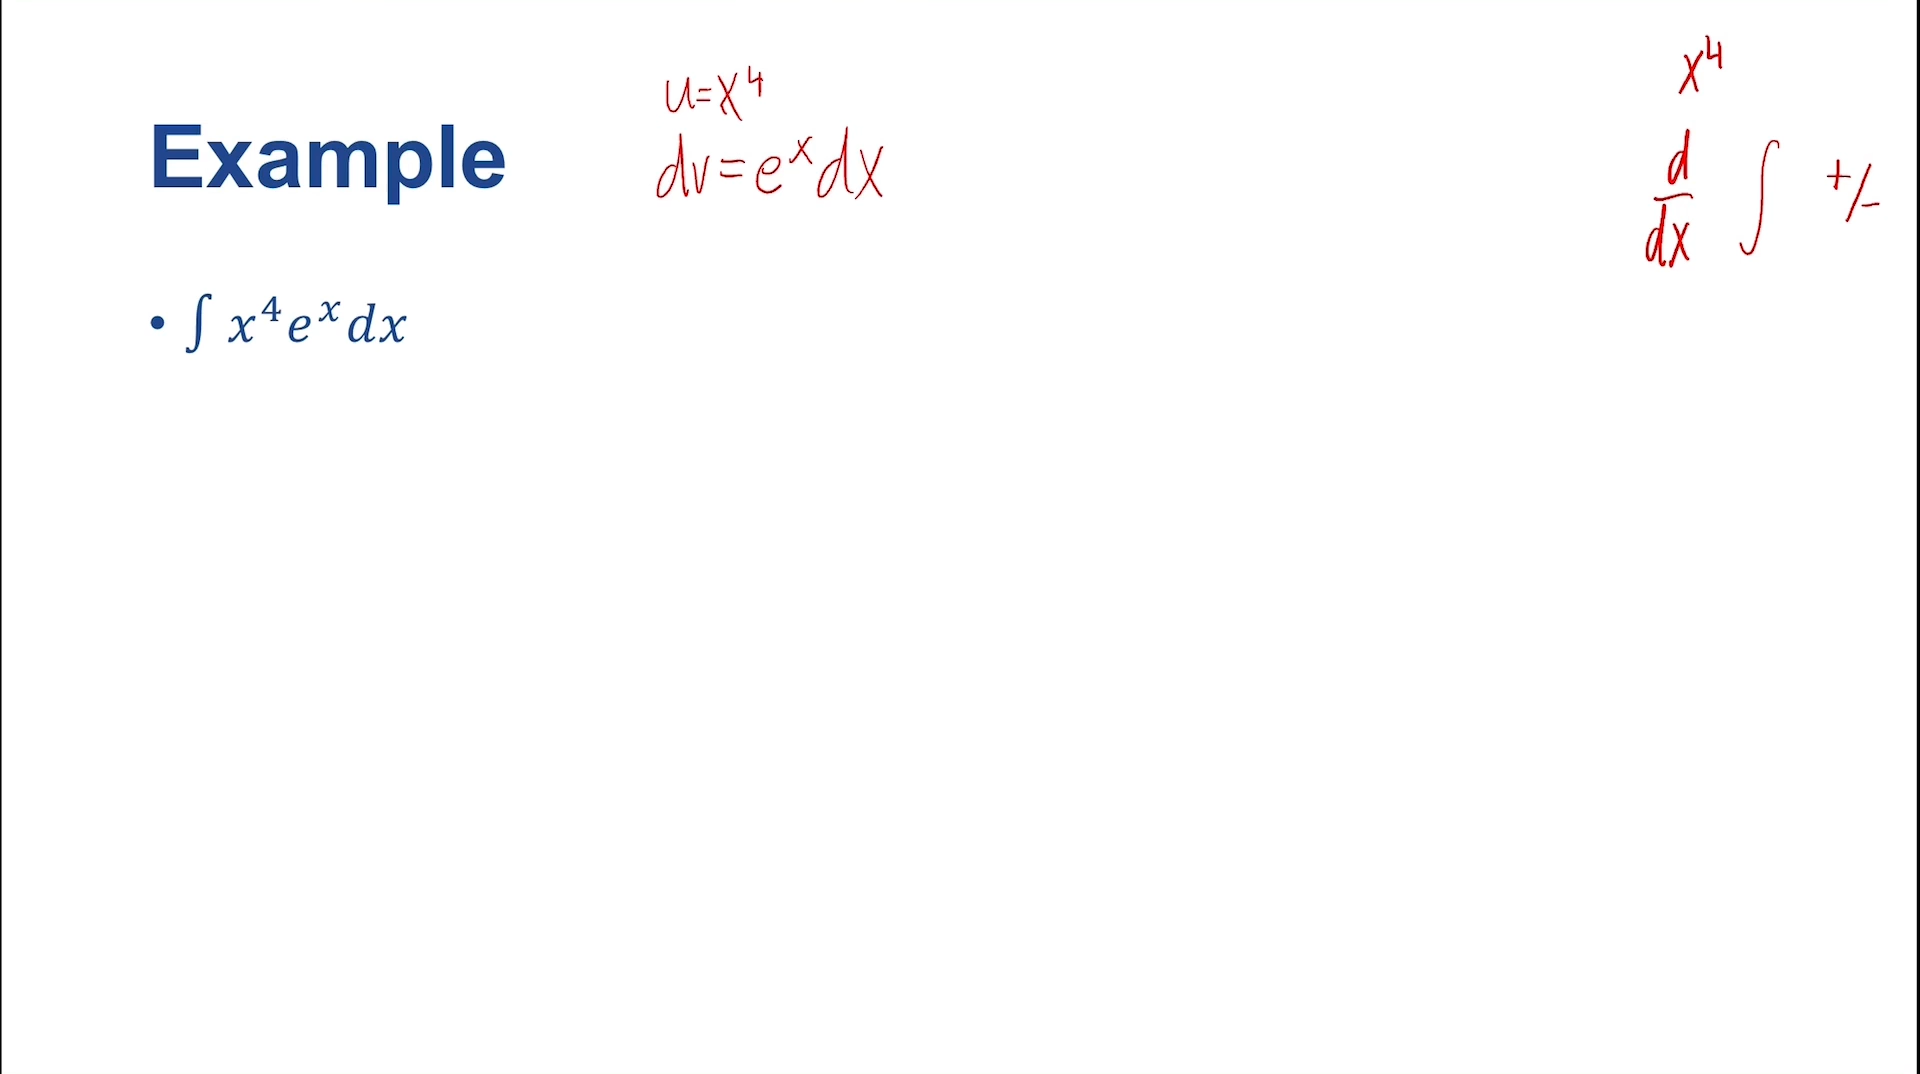 Example
u=x⁴
dv=eˣdx
• ∫ x⁴eˣdx
x⁴
d/dx ∫ +/-